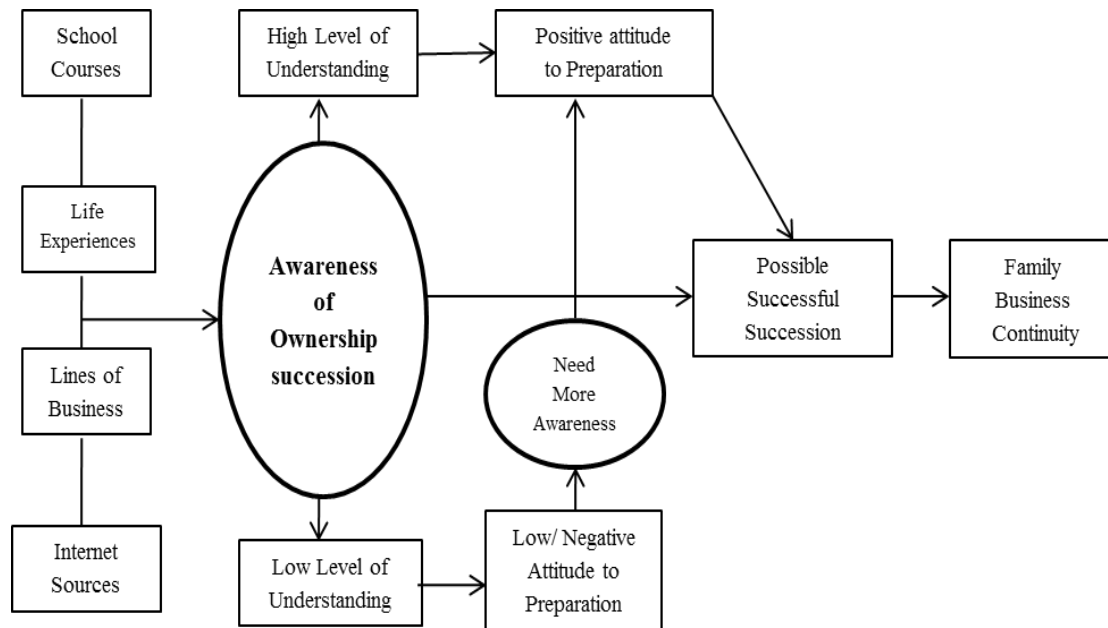 School
Courses
High Level of
Understanding
Positive attitude
to Preparation
Life
Experiences
Awareness
of
Ownership
succession
Possible
Successful
Succession
Family
Business
Continuity
Lines of
Business
Need
More
Awareness
Internet
Sources
Low Level of
Understanding
Low/ Negative
Attitude to
Preparation